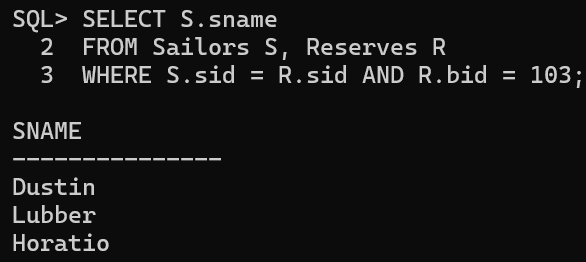 SQL> SELECT S.sname
2 FROM Sailors S, Reserves R
3 WHERE S.sid = R.sid AND R.bid = 103;
SNAME
---------------
Dustin
Lubber
Horatio